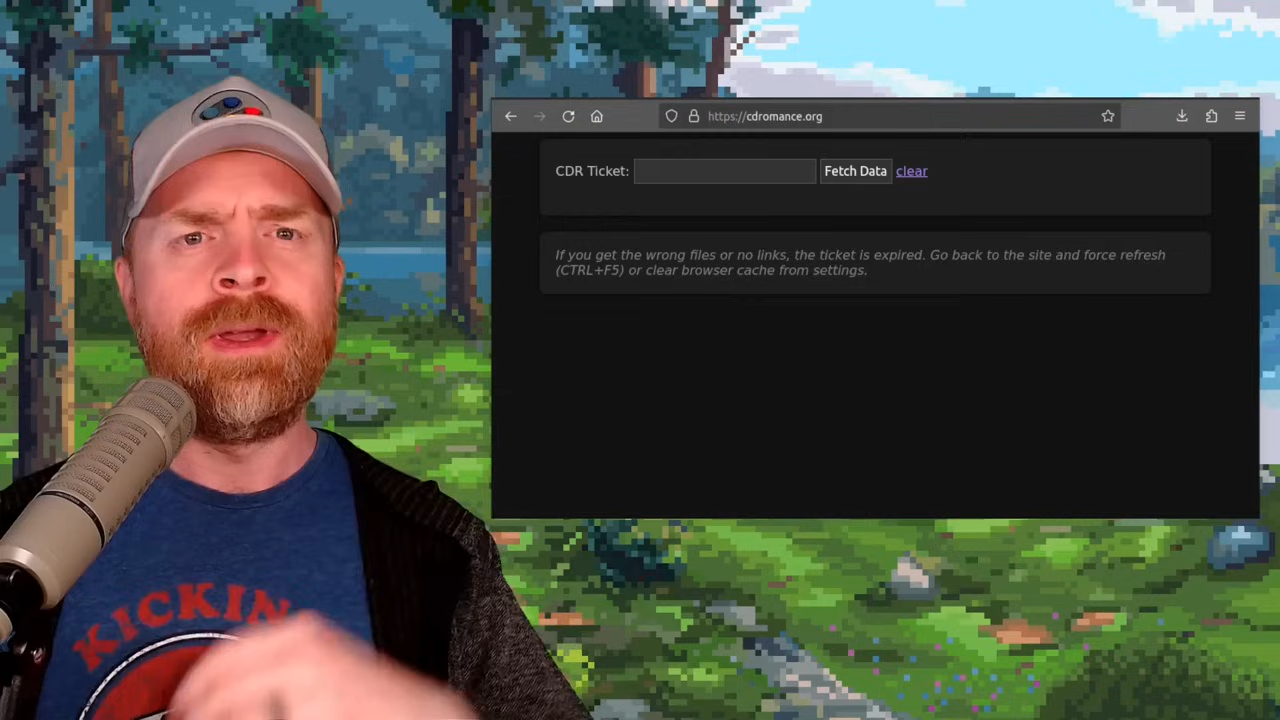 https://cdromance.org
CDR Ticket:
Fetch Data
clear
If you get the wrong files or no links, the ticket is expired. Go back to the site and force refresh
(CTRL+F5) or clear browser cache from settings.